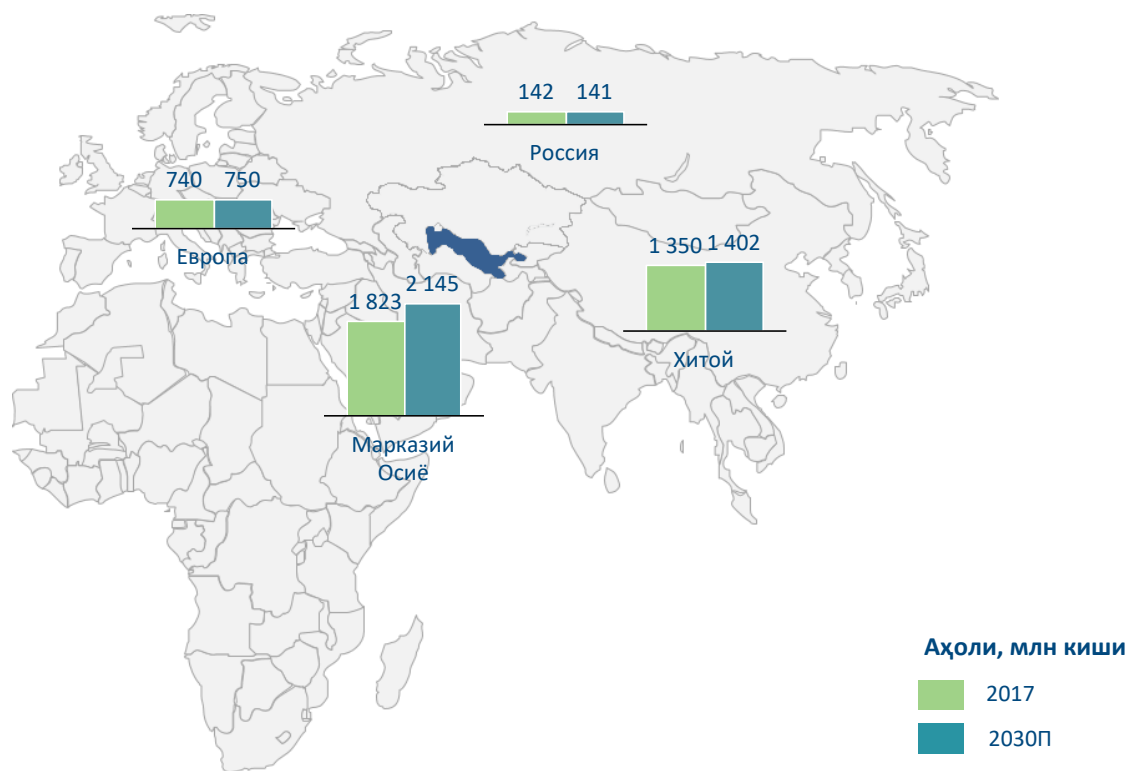 142 141
Россия
740 750
Европа
1 350 1 402
Хитой
1 823 2 145
Марказий
Осиё
Аҳоли, млн киши
2017
2030П